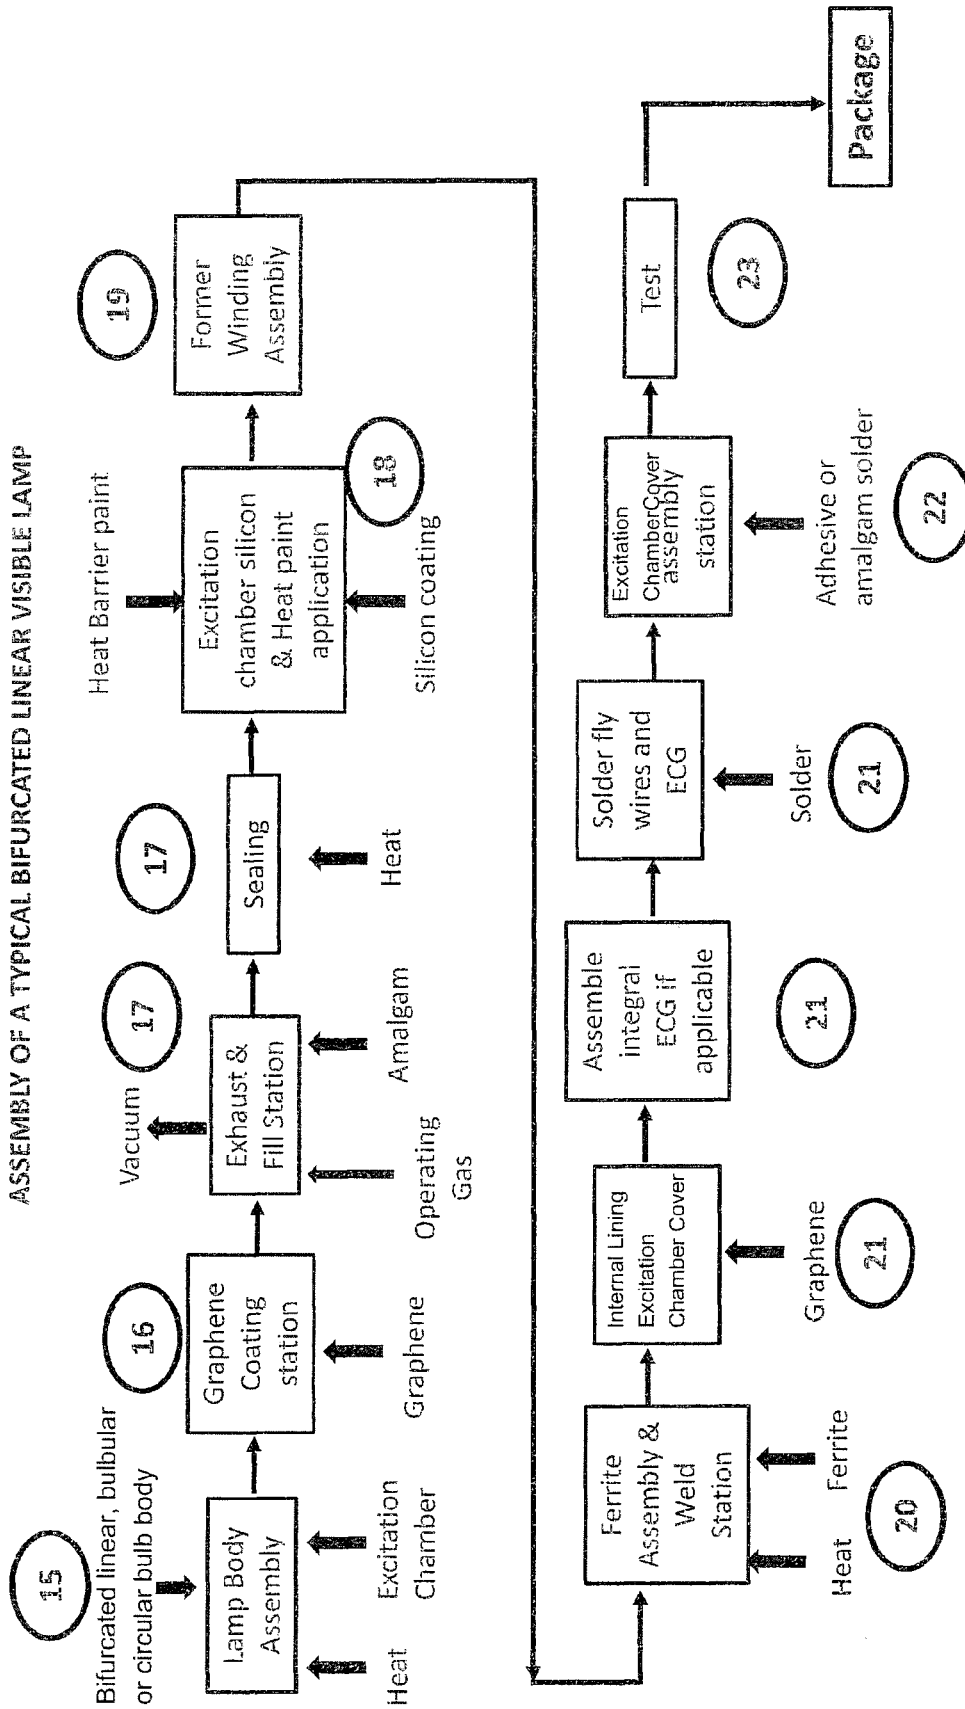 ASSEMBLY OF A TYPICAL BIFURCATED LINEAR VISIBLE LAMP
15
Bifurcated linear, bulbular
or circular bulb body
Lamp Body
Assembly
Heat
Excitation
Chamber
16
Graphene
Coating
station
Graphene
Vacuum
17
Exhaust &
Fill Station
Operating
Gas
Amalgam
17
Sealing
Heat
Heat Barrier paint
Excitation
chamber silicon
& Heat paint
application
18
Silicon coating
19
Former
Winding
Assembly
Ferrite
Assembly &
Weld
Station
Heat
Ferrite
20
Internal Lining
Excitation
Chamber Cover
Graphene
21
Assemble
integral
ECG if
applicable
21
Solder fly
wires and
ECG
Solder
21
Excitation
ChamberCover
assembly
station
Adhesive or
amalgam solder
22
Test
23
Package